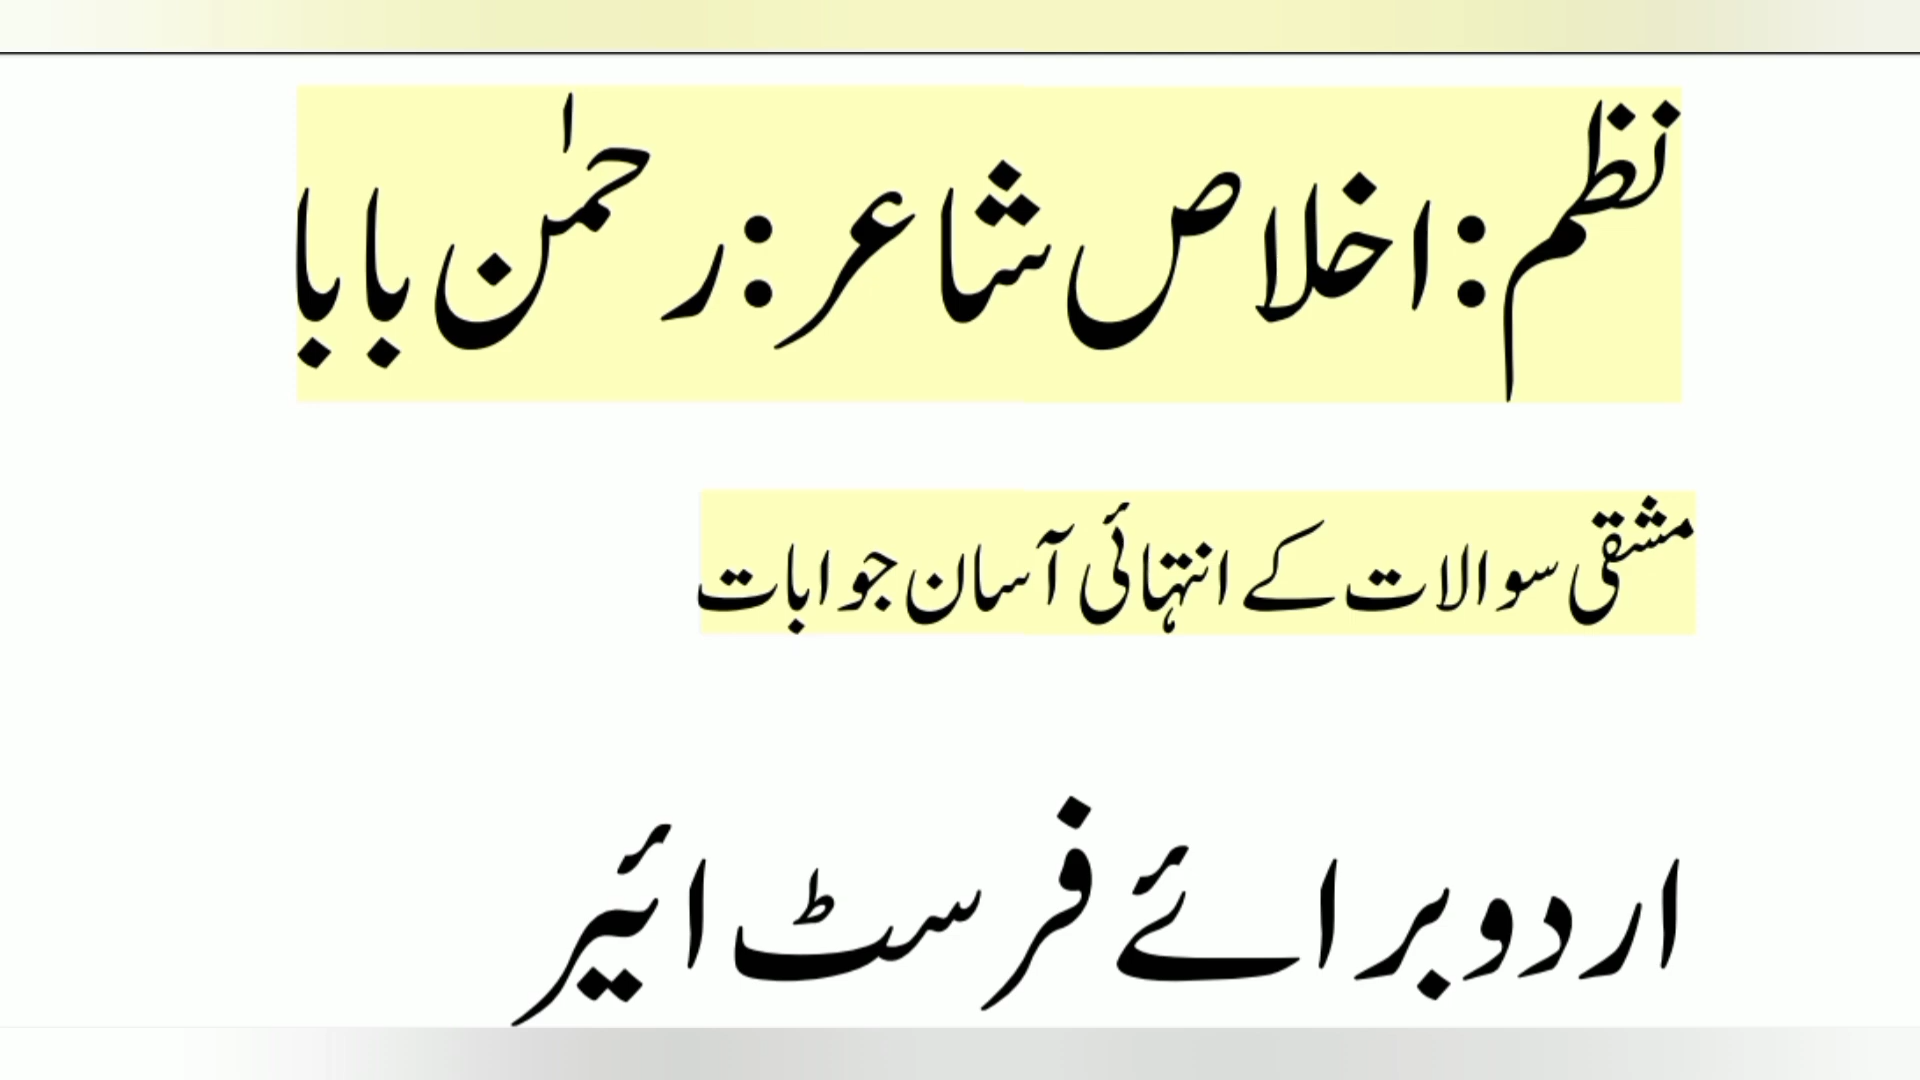 نظم:اخلاص شاعر:رحمٰن بابا
مشقی سوالات کے انتہائی آسان جوابات
اردو برائے فرسٹ ائیر